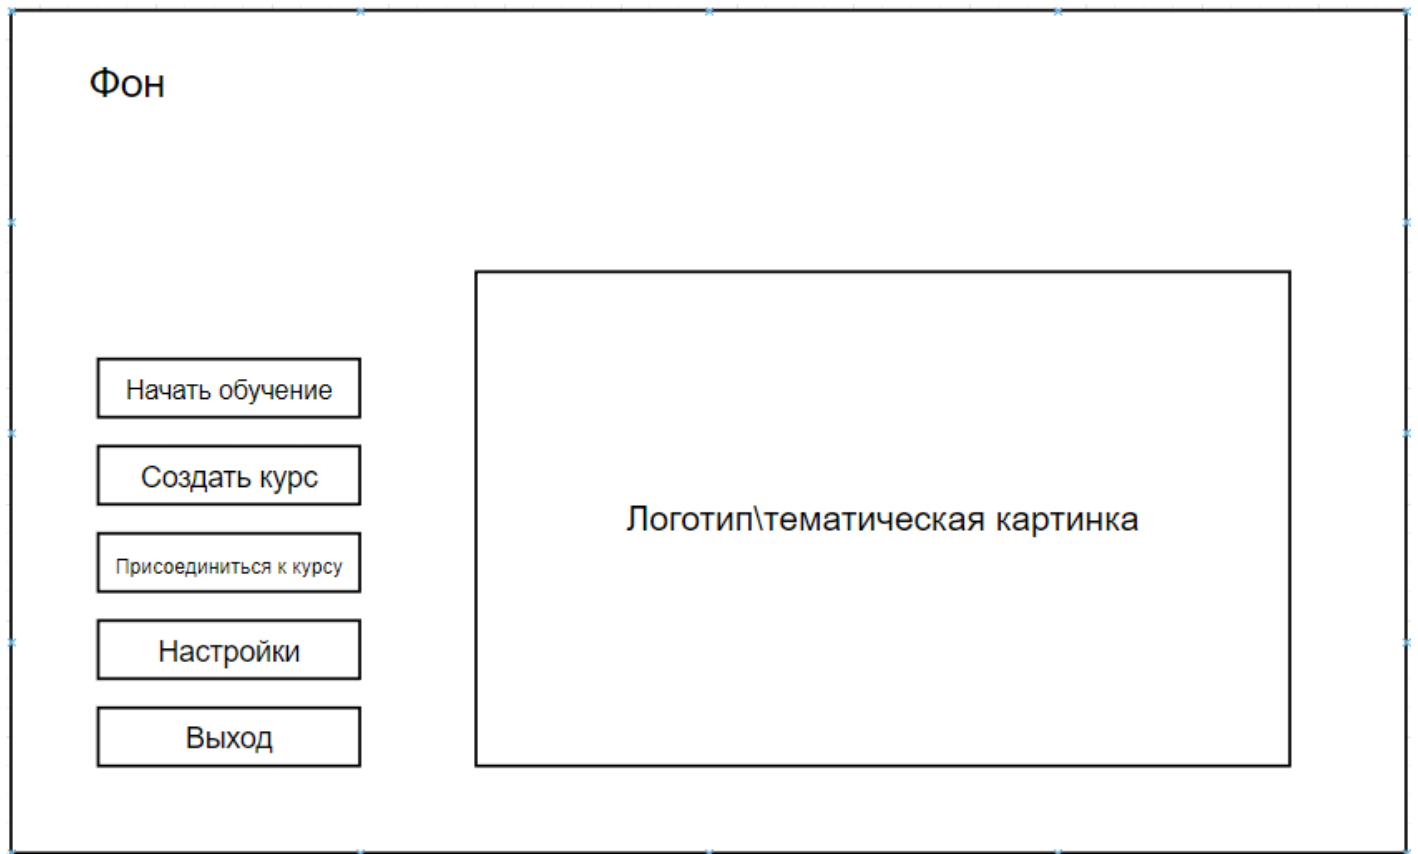 Фон
Начать обучение
Создать курс
Присоединиться к курсу
Настройки
Выход
Логотип\тематическая картинка